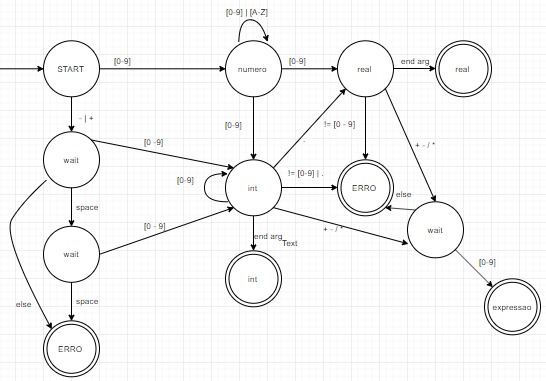 [0-9] | [A-Z]
START
[0-9]
numero
[0-9]
real
end arg
real
- | +
[0-9]
!= [0 - 9]
wait
[0 -9]
.
+ - / *
[0-9]
!= [0-9] | .
int
ERRO
else
space
[0 - 9]
+ - / *
wait
wait
end arg
Text
[0-9]
int
else
space
expressao
ERRO